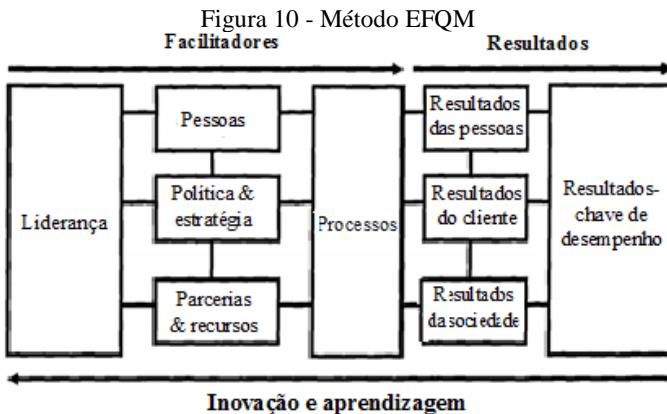 Figura 10 - Método EFQM
Facilitadores
Resultados
Liderança
Pessoas
Política &
estratégia
Parcerias
& recursos
Processos
Resultados
das pessoas
Resultados
do cliente
Resultados
da sociedade
Resultados-
chave de
desempenho
Inovação e aprendizagem